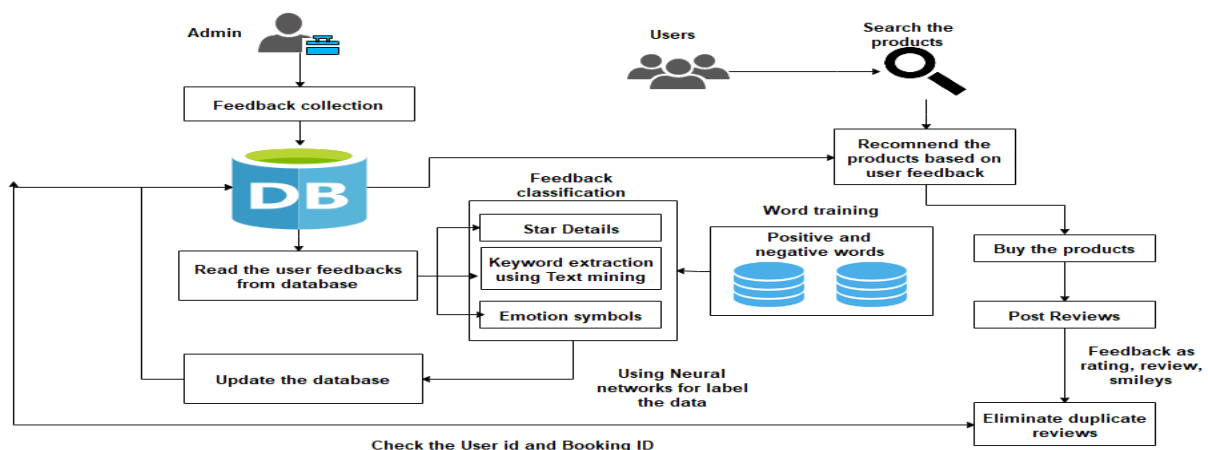 Admin
Users
Search the
products
Feedback collection
DB
Recomnend the
products based on
user feedback
Feedback
classification
Star Details
Keyword extraction
using Text mining
Emotion symbols
Word training
Positive and
negative words
Read the user feedbacks
from database
Buy the products
Post Reviews
Feedback as
rating, review,
smileys
Update the database
Using Neural
networks for label
the data
Eliminate duplicate
reviews
Check the User id and Booking ID